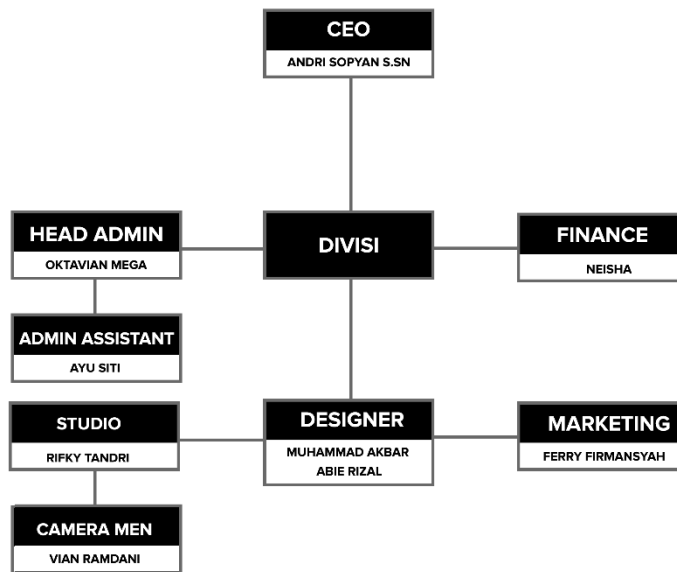 CEO
ANDRI SOPYAN S.SN
HEAD ADMIN
OKTAVIAN MEGA
DIVISI
FINANCE
NEISHA
ADMIN ASSISTANT
AYU SITI
STUDIO
RIFKY TANDRI
DESIGNER
MUHAMMAD AKBAR
ABIE RIZAL
MARKETING
FERRY FIRMANSYAH
CAMERA MEN
VIAN RAMDANI